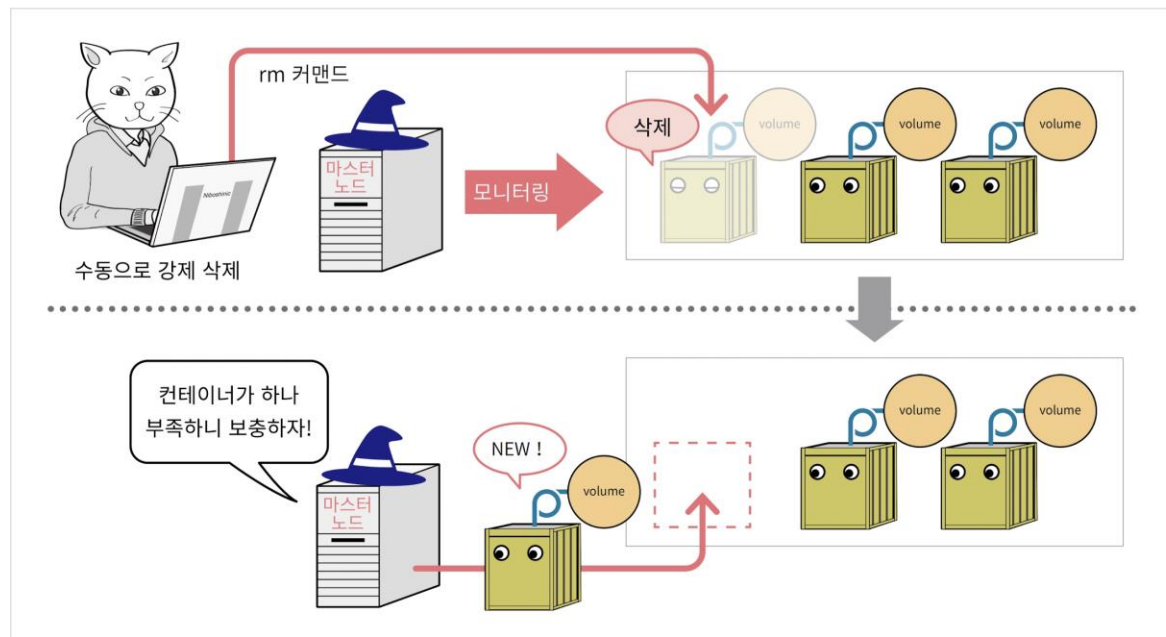 rm 커맨드
Niboshinic
수동으로 강제 삭제
마스터
노드
모니터링
삭제
volume
volume
volume
컨테이너가 하나
부족하니 보충하자!
마스터
노드
NEW !
volume
volume
volume